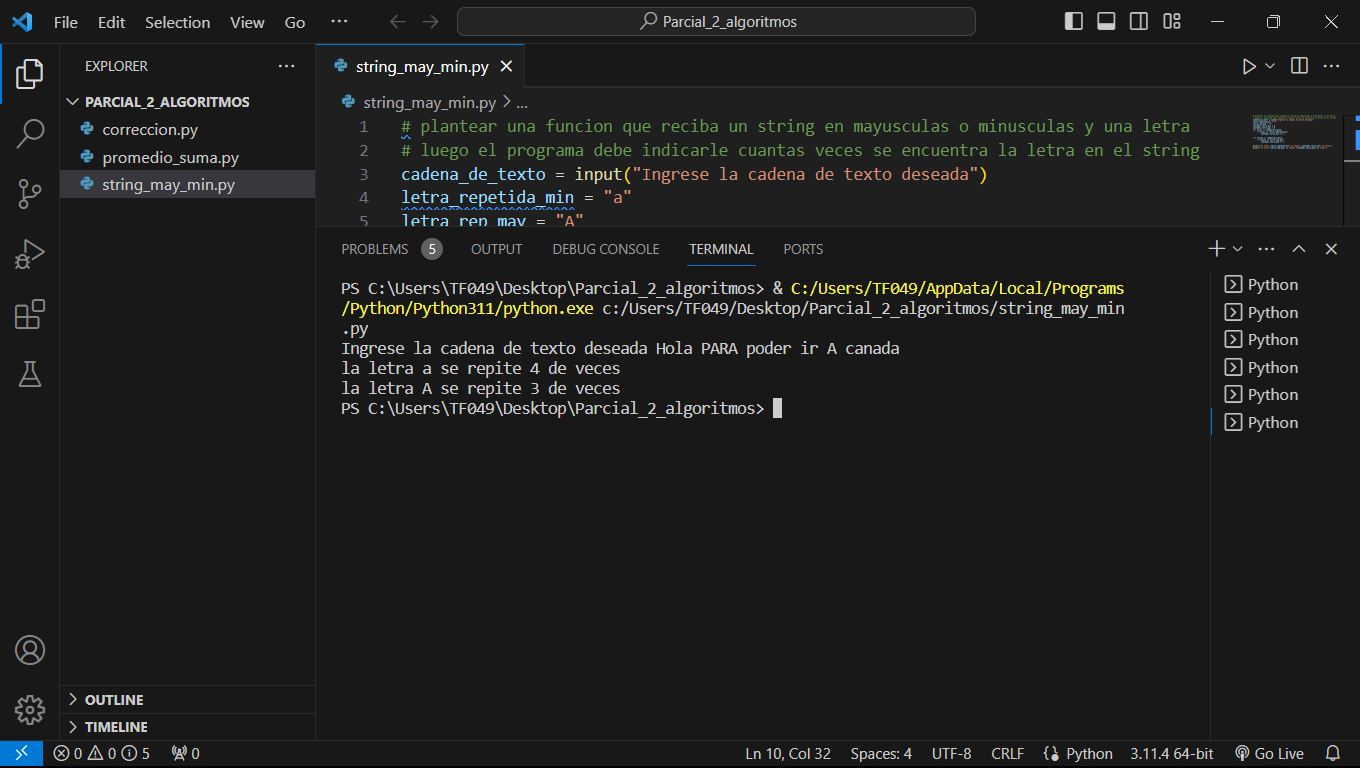 File Edit Selection View Go ... Parcial_2_algoritmos
EXPLORER ...
PARCIAL_2_ALGORITMOS
correccion.py
promedio_suma.py
string_may_min.py
OUTLINE
TIMELINE
string_may_min.py
string_may_min.py > ...
1 # plantear una funcion que reciba un string en mayusculas o minusculas y una letra
2 # luego el programa debe indicarle cuantas veces se encuentra la letra en el string
3 cadena_de_texto = input("Ingrese la cadena de texto deseada")
4 letra_repetida_min = "a"
5 letra_rep_may = "A"
PROBLEMS 5 OUTPUT DEBUG CONSOLE TERMINAL PORTS
PS C:\Users\TF049\Desktop\Parcial_2_algoritmos> & C:/Users/TF049/AppData/Local/Programs
/Python/Python311/python.exe c:/Users/TF049/Desktop/Parcial_2_algoritmos/string_may_min
.py
Ingrese la cadena de texto deseada Hola PARA poder ir A canada
la letra a se repite 4 de veces
la letra A se repite 3 de veces
PS C:\Users\TF049\Desktop\Parcial_2_algoritmos>
Python
Python
Python
Python
Python
Python
0 0 5 0 Ln 10, Col 32 Spaces: 4 UTF-8 CRLF Python 3.11.4 64-bit Go Live